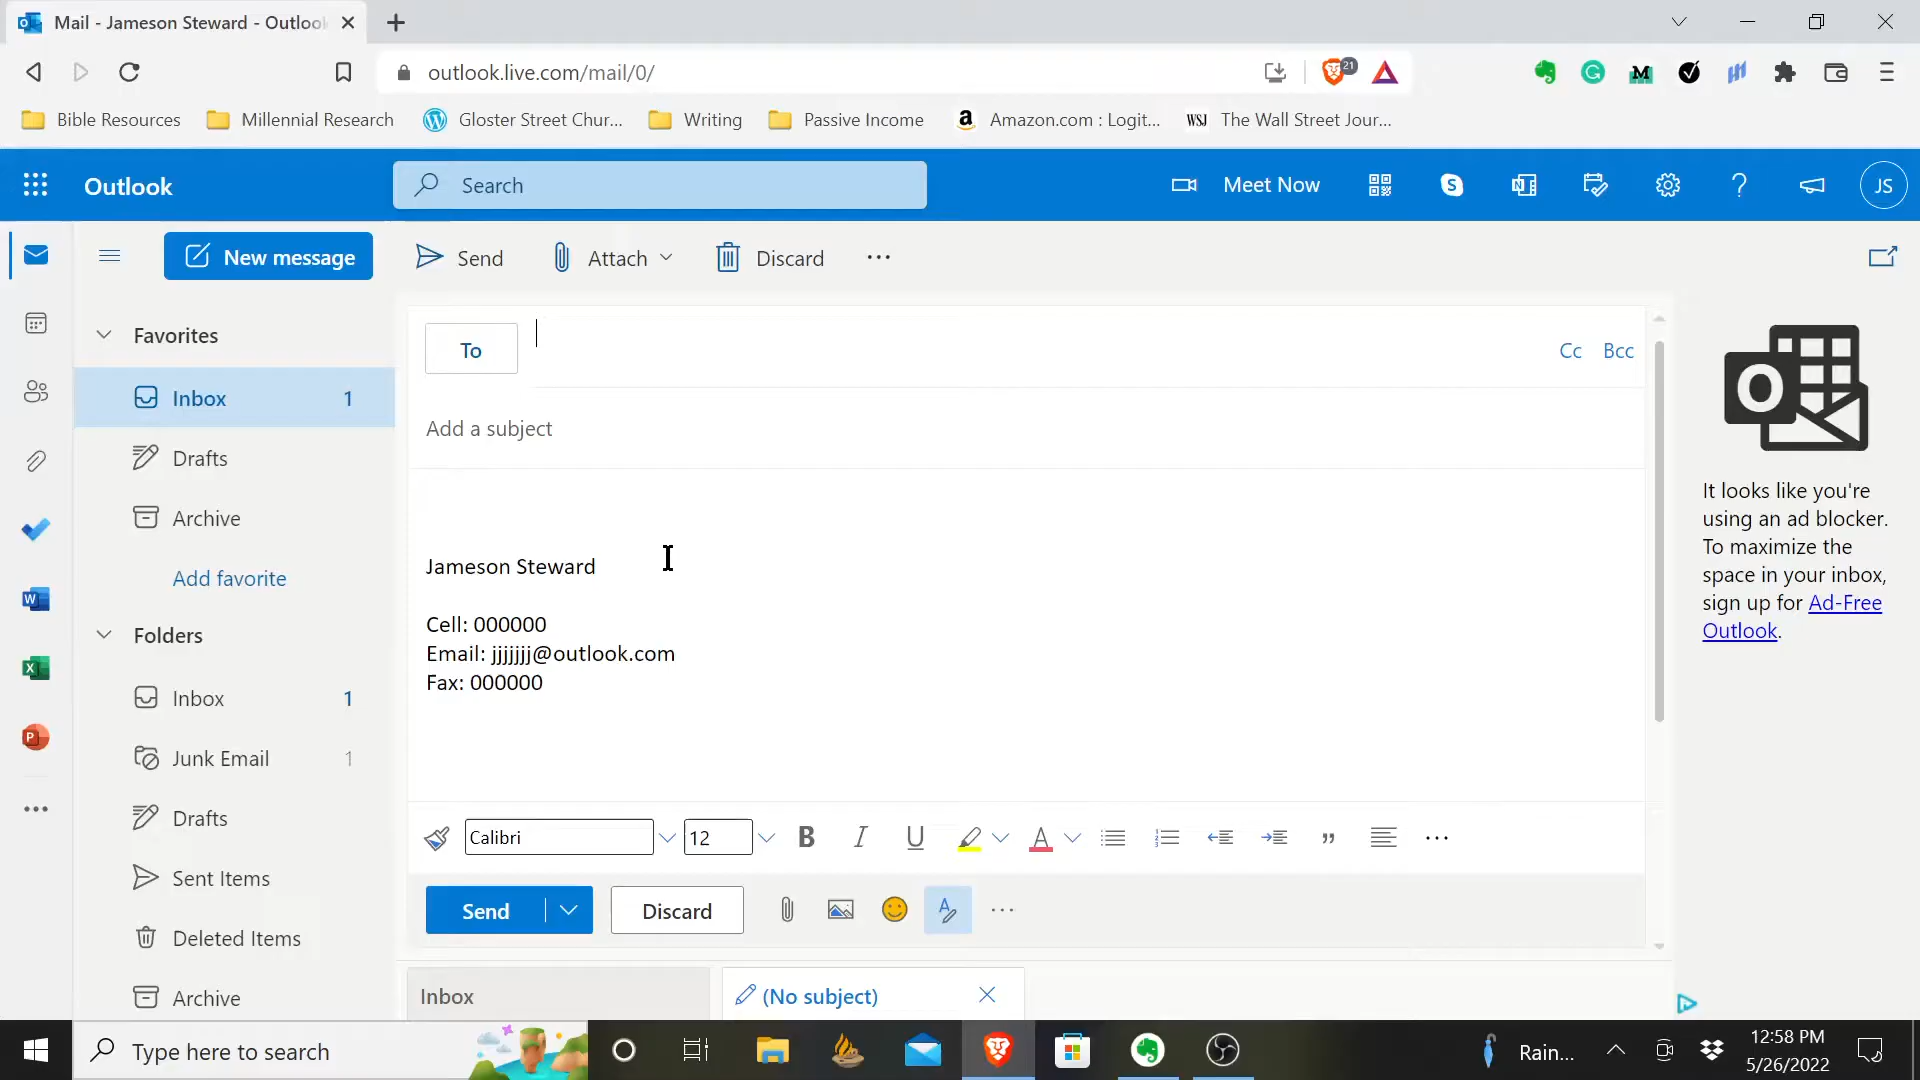 Mail - Jameson Steward - Outloo
outlook.live.com/mail/0/
21
Bible Resources
Millennial Research
Gloster Street Chur...
Writing
Passive Income
Amazon.com : Logit...
WSJ
The Wall Street Jour...
Outlook
Search
Meet Now
JS
New message
Send
Attach
Discard
Favorites
Inbox 1
Drafts
Archive
Add favorite
Folders
Inbox 1
Junk Email 1
Drafts
Sent Items
Deleted Items
Archive
To
Cc Bcc
Add a subject
Jameson Steward
Cell: 000000
Email: jjjjjjj@outlook.com
Fax: 000000
Calibri
12
Send
Discard
Inbox
(No subject)
It looks like you're
using an ad blocker.
To maximize the
space in your inbox,
sign up for Ad-Free
Outlook.
Type here to search
Rain...
12:58 PM
5/26/2022